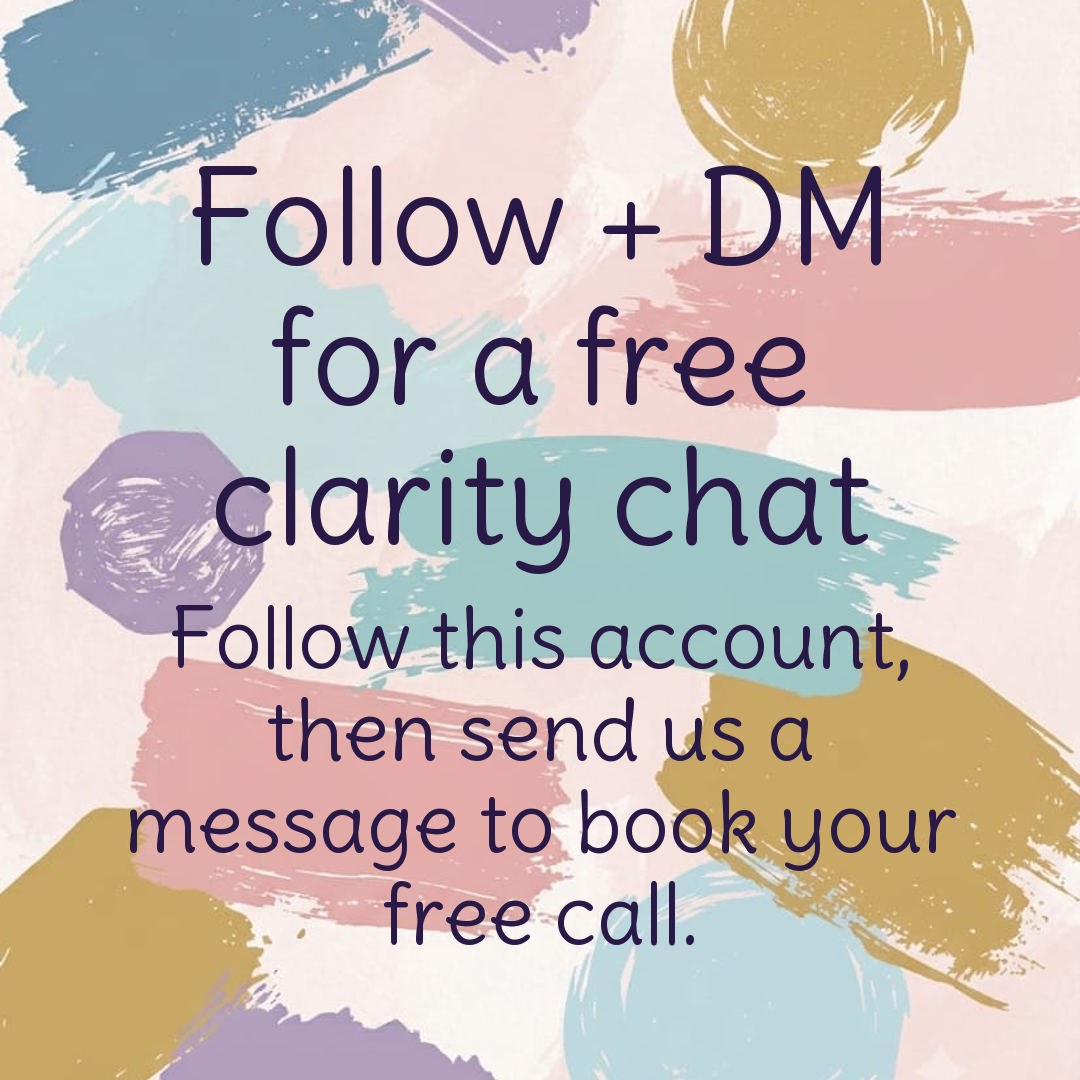 Follow + DM
for a free
clarity chat
Follow this account,
then send us a
message to book your
free call.